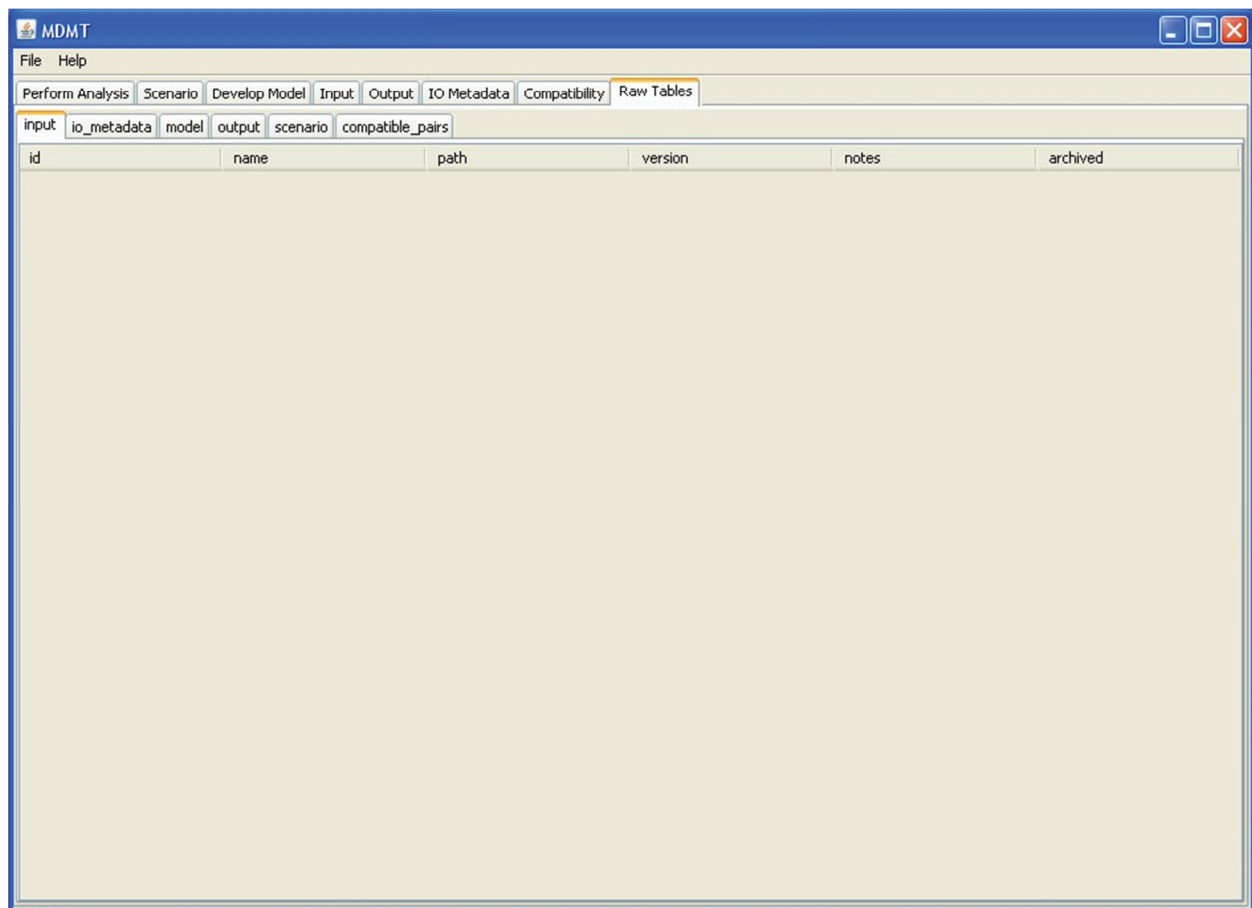 MDMT
File Help
Perform Analysis Scenario Develop Model Input Output IO Metadata Compatibility Raw Tables
input io_metadata model output scenario compatible_pairs
id name path version notes archived